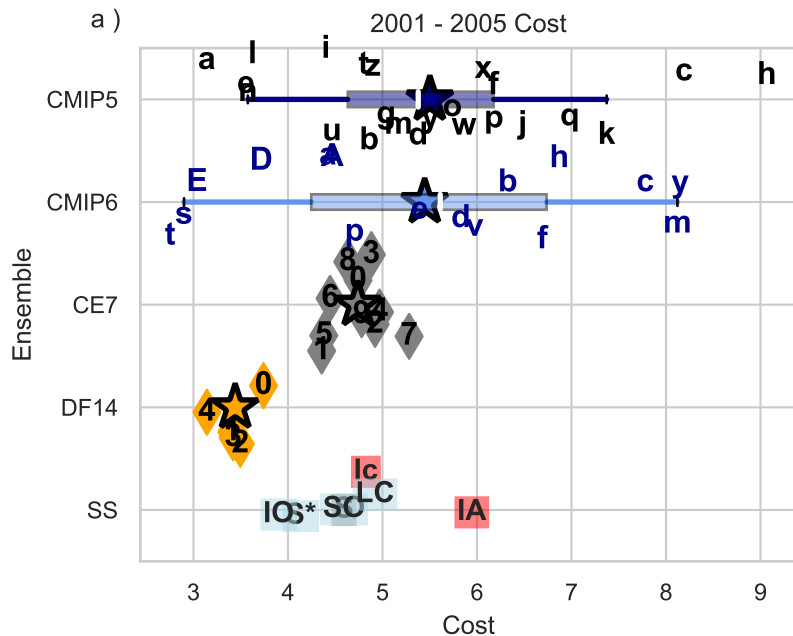 a )
2001 - 2005 Cost
i
l
a
t z
x
c
h
e
f
n
CMIP5
o
g m
y
w
p
j
q
u
b
d
k
D
a A
h
E
b
c
y
CMIP6
s
e
d
v
m
t
p
f
3
8
0
6
CE7
9
4
2
5
7
1
0
4
DF14
3
2
Ic
LC
SC
IO
S*
IA
SS
Ensemble
3 4 5 6 7 8 9
Cost